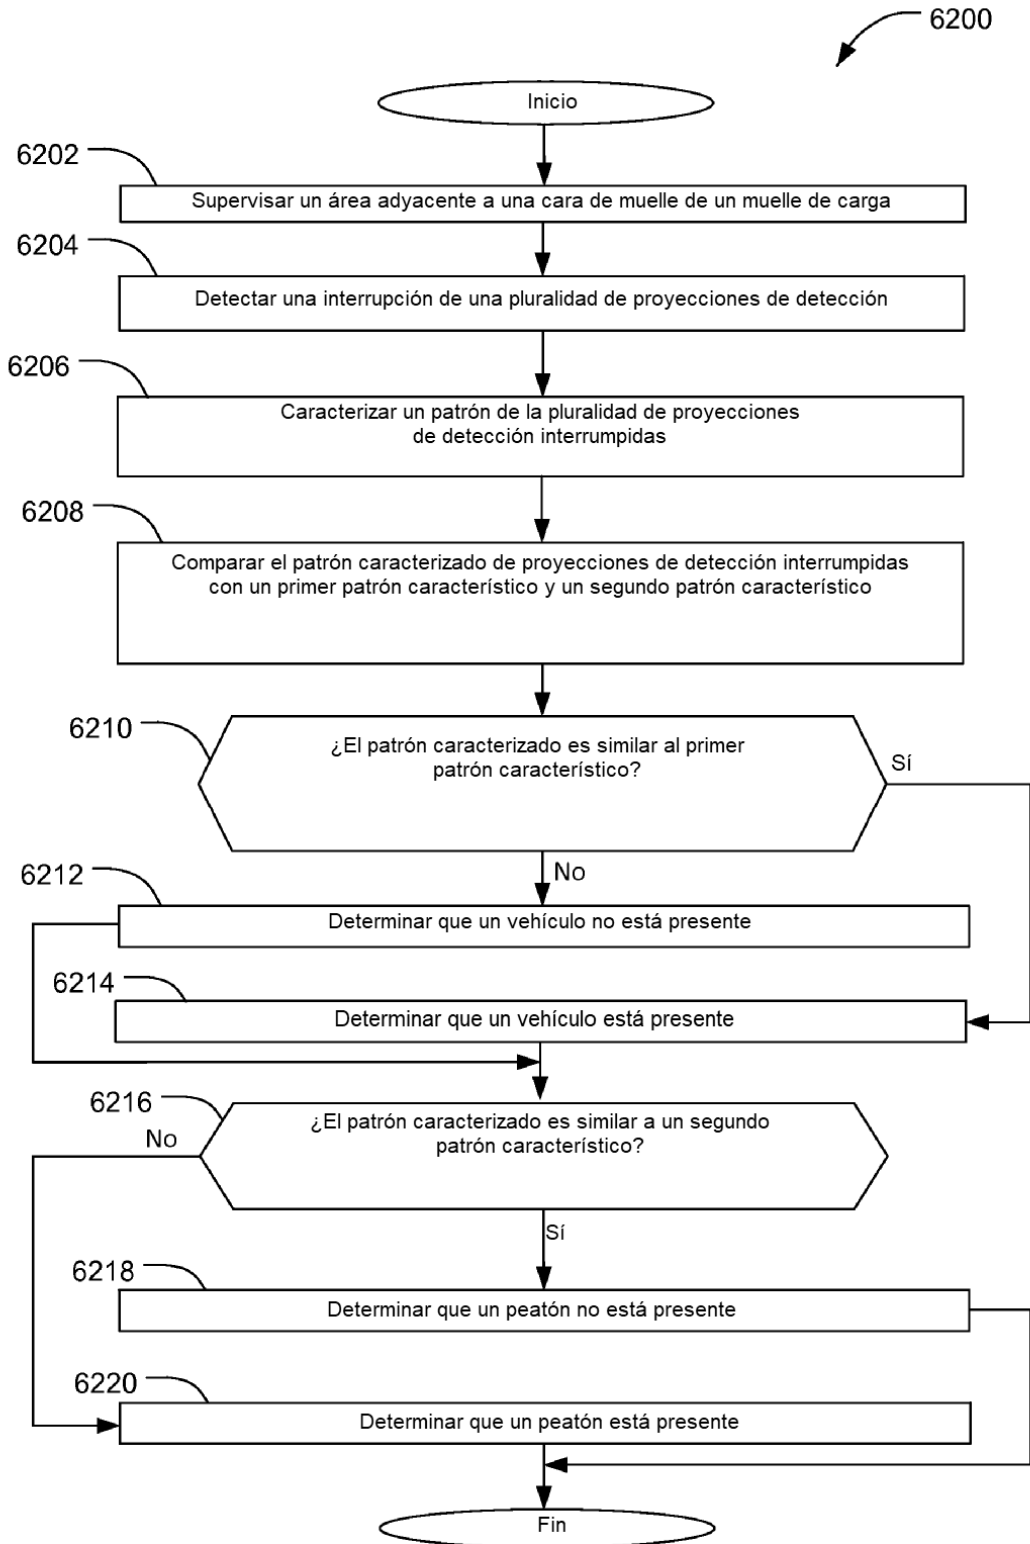 6200
Inicio
6202
Supervisar un área adyacente a una cara de muelle de un muelle de carga
6204
Detectar una interrupción de una pluralidad de proyecciones de detección
6206
Caracterizar un patrón de la pluralidad de proyecciones
de detección interrumpidas
6208
Comparar el patrón caracterizado de proyecciones de detección interrumpidas
con un primer patrón característico y un segundo patrón característico
6210
¿El patrón caracterizado es similar al primer
patrón característico?
Sí
No
6212
Determinar que un vehículo no está presente
6214
Determinar que un vehículo está presente
6216
¿El patrón caracterizado es similar a un segundo
patrón característico?
No
Sí
6218
Determinar que un peatón no está presente
6220
Determinar que un peatón está presente
Fin